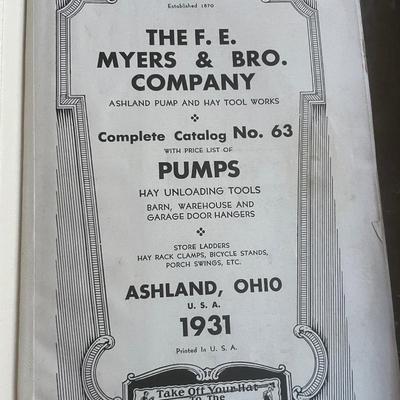 Established 1870
THE F. E.
MYERS & BRO.
COMPANY
ASHLAND PUMP AND HAY TOOL WORKS
Complete Catalog No. 63
WITH PRICE LIST OF
PUMPS
HAY UNLOADING TOOLS
BARN, WAREHOUSE AND
GARAGE DOOR HANGERS
STORE LADDERS
HAY RACK CLAMPS, BICYCLE STANDS,
PORCH SWINGS, ETC.
ASHLAND, OHIO
U. S. A.
1931
Printed in U. S. A.
Take Off Your Hat
To The